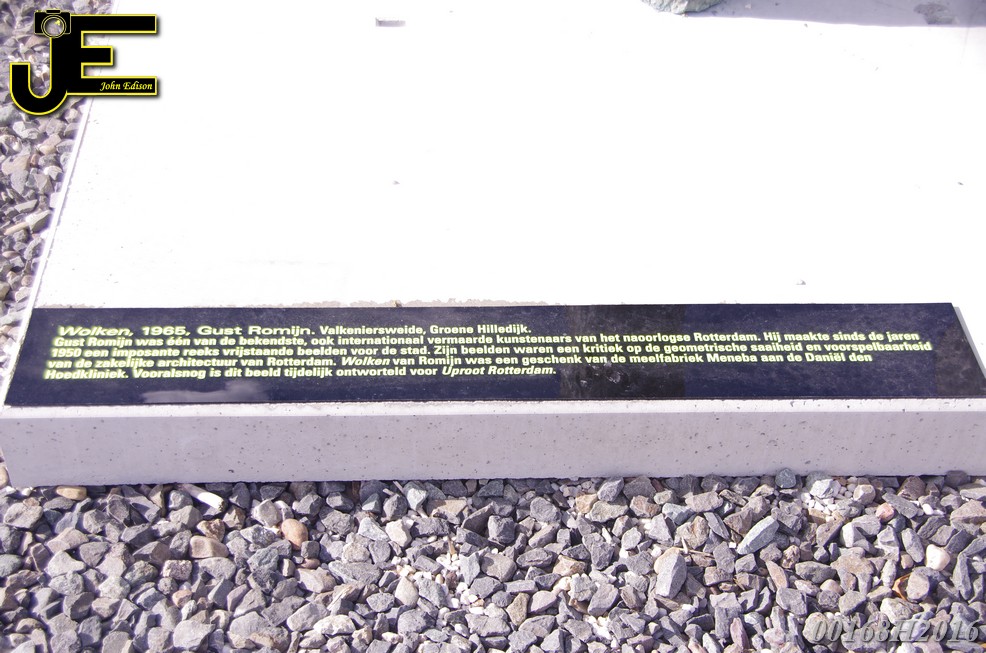 JE
John Edison
Wolken, 1965, Gust Romijn. Valkeniersweide, Groene Hilledijk.
Gust Romijn was één van de bekendste, ook internationaal vermaarde kunstenaars van het naoorlogse Rotterdam. Hij maakte sinds de jaren
1950 een imposante reeks vrijstaande beelden voor de stad. Zijn beelden waren een kritiek op de geometrische saaiheid en voorspelbaarheid
van de zakelijke architectuur van Rotterdam. Wolken van Romijn was een geschenk van de meelfabriek Meneba aan de Daniël den
Hoedkliniek. Vooralsnog is dit beeld tijdelijk ontworteld voor Uproot Rotterdam.
00168H2016